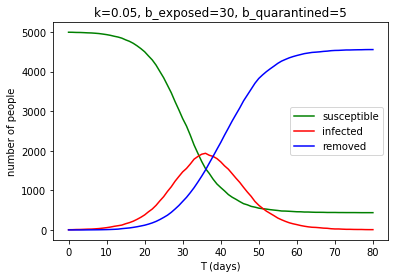 k=0.05, b_exposed=30, b_quarantined=5
number of people
5000
4000
3000
2000
1000
0
susceptible
infected
removed
0 10 20 30 40 50 60 70 80
T (days)